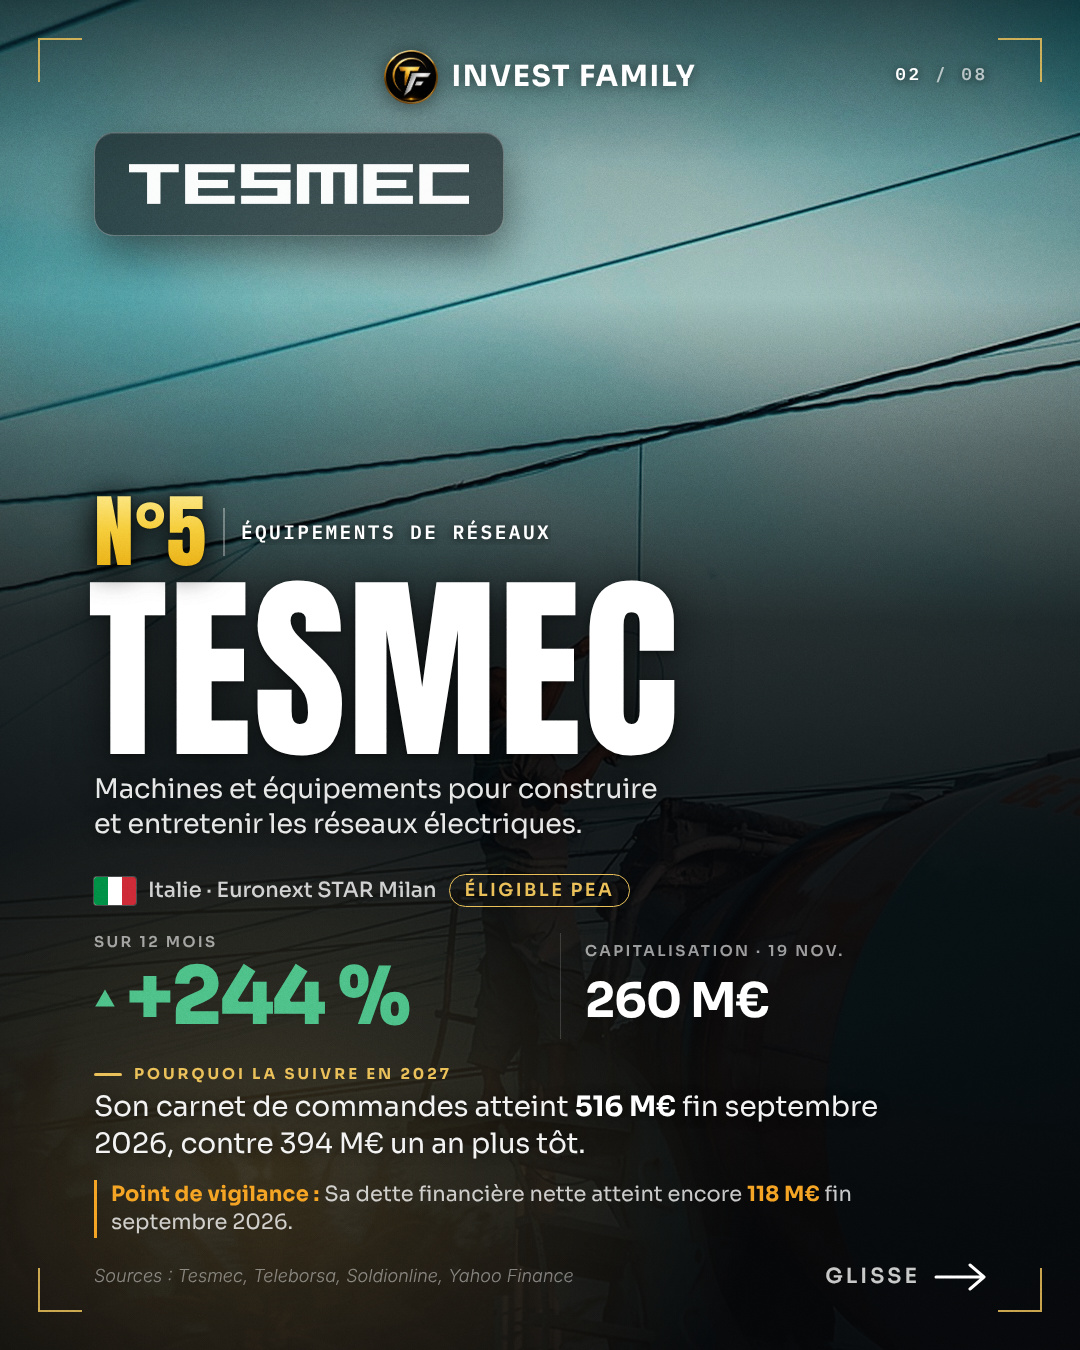 INVEST FAMILY
02 / 08
TESMEC
N°5
ÉQUIPEMENTS DE RÉSEAUX
TESMEC
Machines et équipements pour construire
et entretenir les réseaux électriques.
Italie · Euronext STAR Milan
ÉLIGIBLE PEA
SUR 12 MOIS
+244 %
CAPITALISATION · 19 NOV.
260 M€
POURQUOI LA SUIVRE EN 2027
Son carnet de commandes atteint 516 M€ fin septembre
2026, contre 394 M€ un an plus tôt.
Point de vigilance : Sa dette financière nette atteint encore 118 M€ fin
septembre 2026.
Sources : Tesmec, Teleborsa, Soldionline, Yahoo Finance
GLISSE